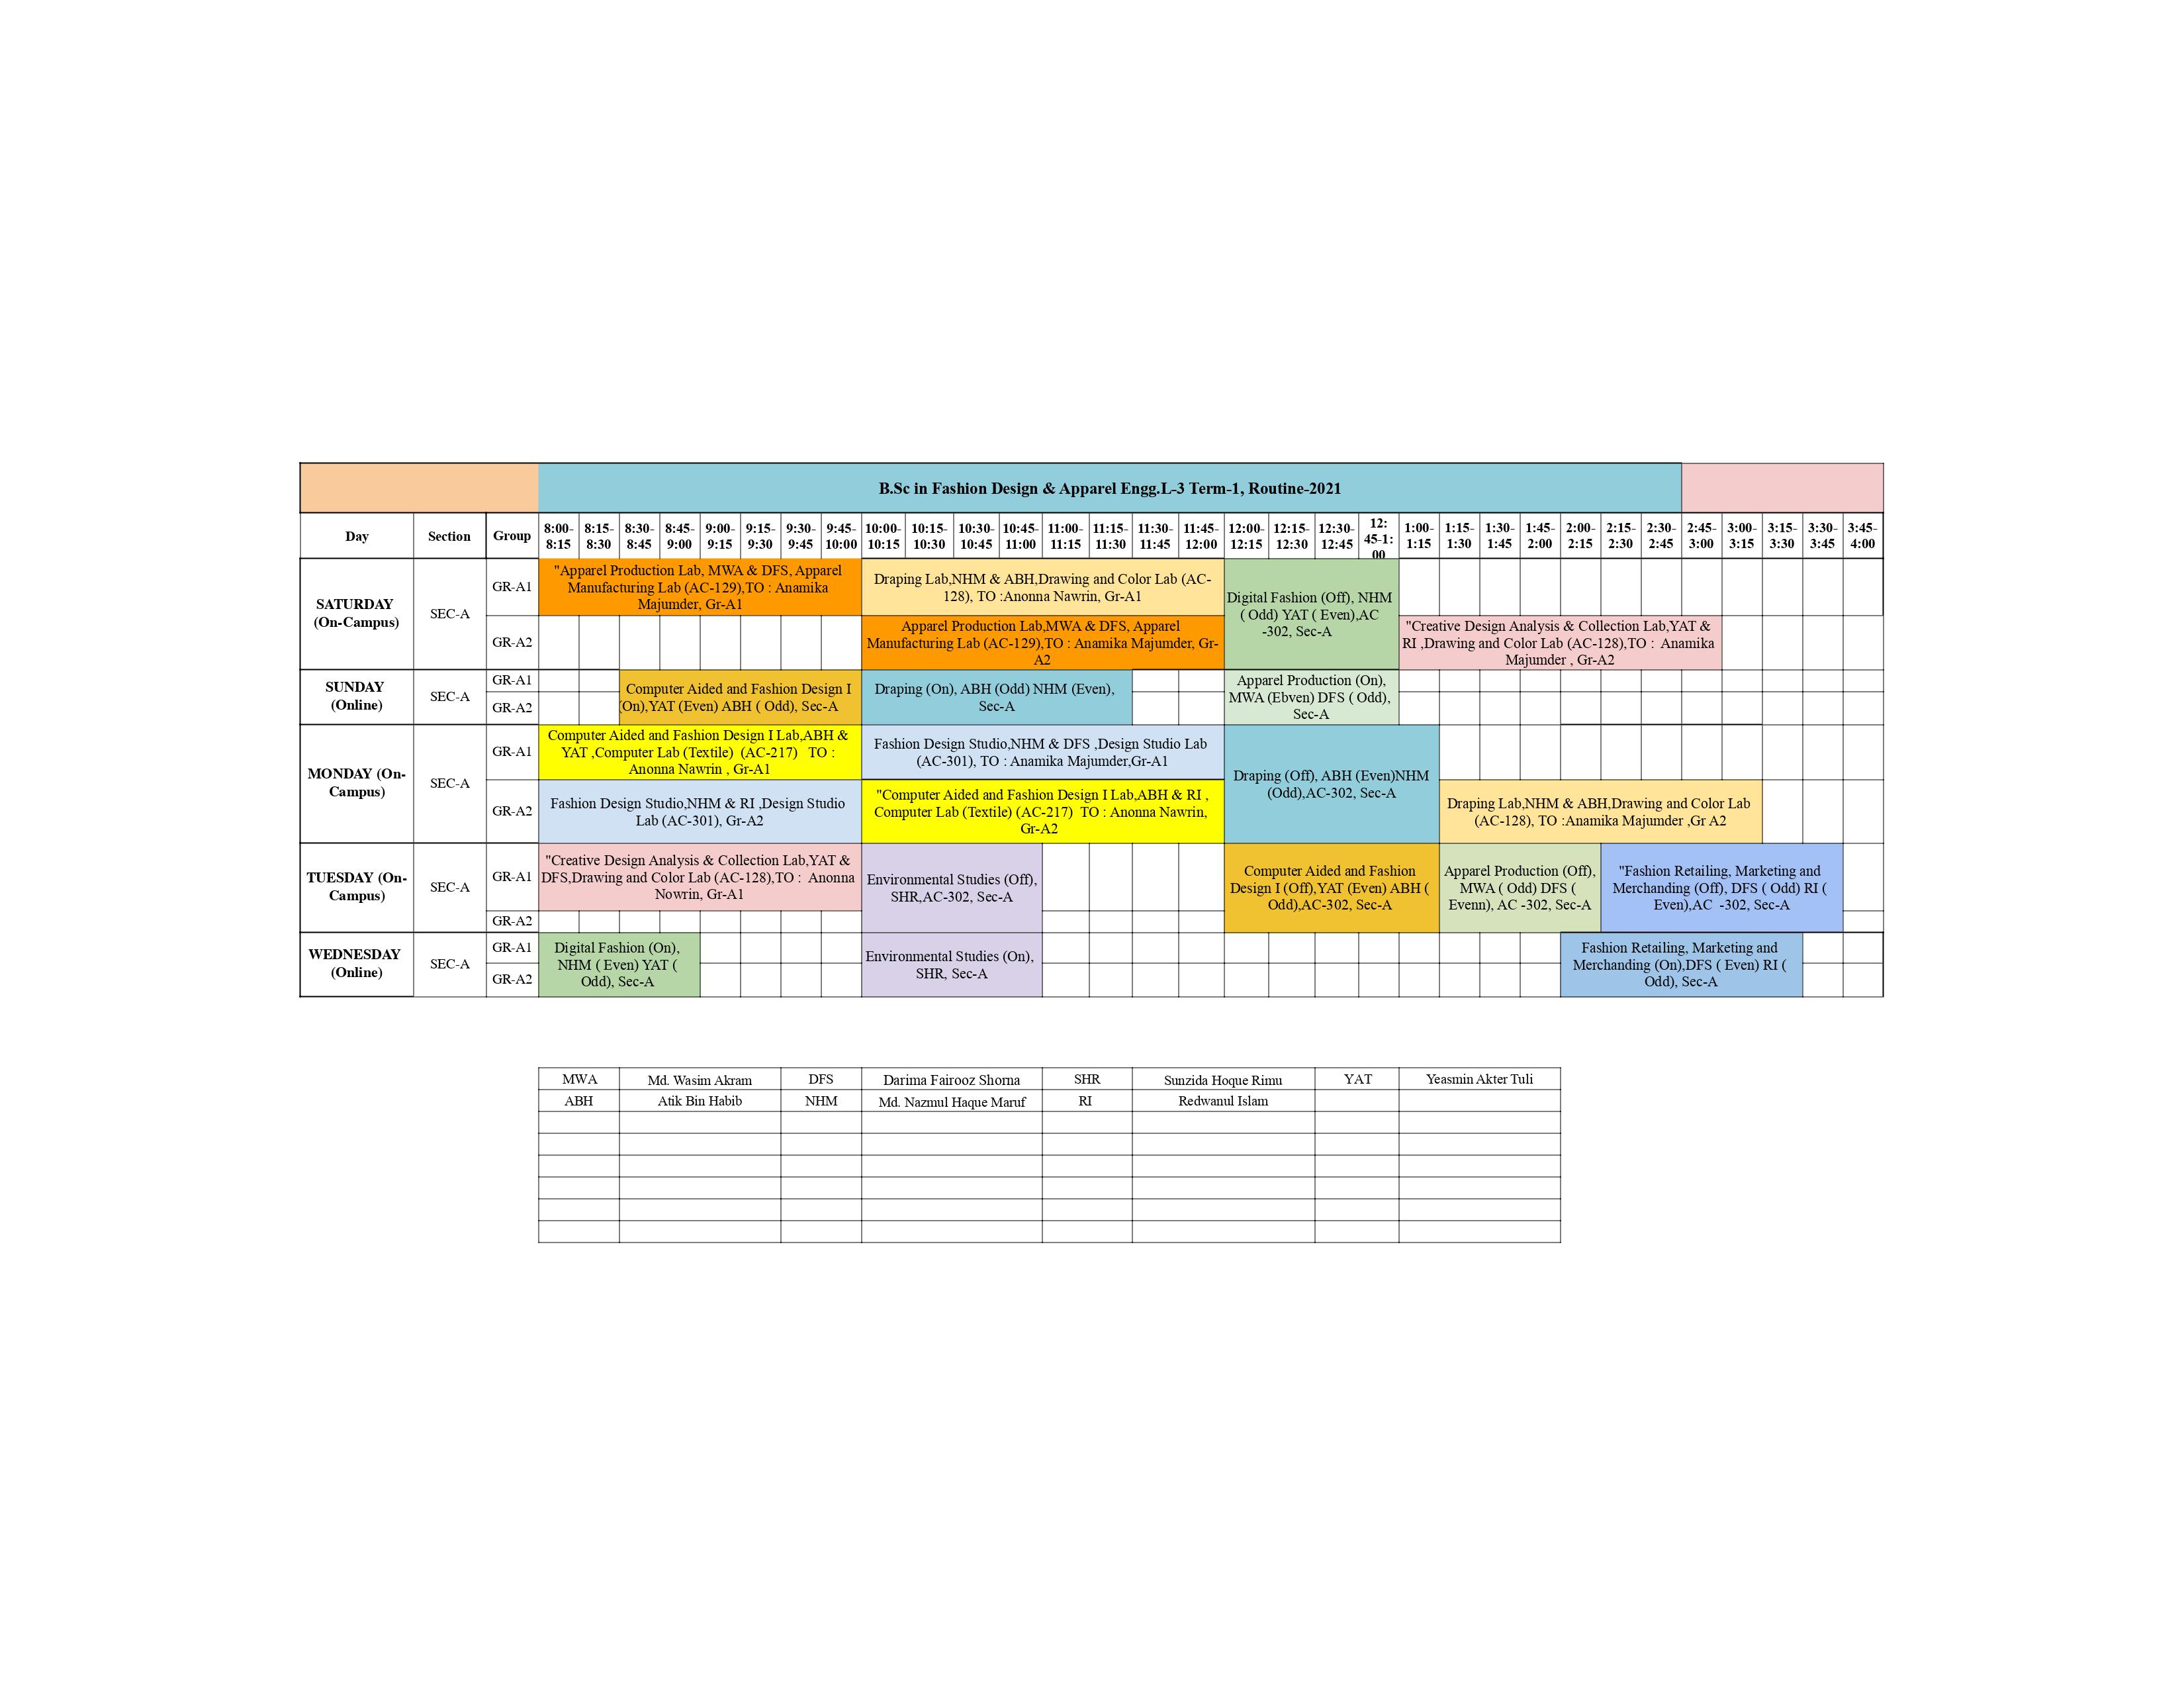 B.Sc in Fashion Design & Apparel Engg.L-3 Term-1, Routine-2021
Day Section Group 8:00-8:15 8:15-8:30 8:30-8:45 8:45-9:00 9:00-9:15 9:15-9:30 9:30-9:45 9:45-10:00 10:00-10:15 10:15-10:30 10:30-10:45 10:45-11:00 11:00-11:15 11:15-11:30 11:30-11:45 11:45-12:00 12:00-12:15 12:15-12:30 12:30-12:45 12:45-1:00 1:00-1:15 1:15-1:30 1:30-1:45 1:45-2:00 2:00-2:15 2:15-2:30 2:30-2:45 2:45-3:00 3:00-3:15 3:15-3:30 3:30-3:45 3:45-4:00
SATURDAY
(On-Campus)
SEC-A
GR-A1
"Apparel Production Lab, MWA & DFS, Apparel
Manufacturing Lab (AC-129),TO : Anamika
Majumder, Gr-A1
Draping Lab,NHM & ABH,Drawing and Color Lab (AC-
128), TO :Anonna Nawrin, Gr-A1
Digital Fashion (Off), NHM
( Odd) YAT ( Even),AC
-302, Sec-A
GR-A2
Apparel Production Lab,MWA & DFS, Apparel
Manufacturing Lab (AC-129),TO : Anamika Majumder, Gr-
A2
"Creative Design Analysis & Collection Lab,YAT &
RI ,Drawing and Color Lab (AC-128),TO : Anamika
Majumder , Gr-A2
SUNDAY
(Online)
SEC-A
GR-A1
GR-A2
Computer Aided and Fashion Design I
(On),YAT (Even) ABH ( Odd), Sec-A
Draping (On), ABH (Odd) NHM (Even),
Sec-A
Apparel Production (On),
MWA (Ebven) DFS ( Odd),
Sec-A
MONDAY (On-
Campus)
SEC-A
GR-A1
Computer Aided and Fashion Design I Lab,ABH &
YAT ,Computer Lab (Textile) (AC-217) TO :
Anonna Nawrin , Gr-A1
Fashion Design Studio,NHM & DFS ,Design Studio Lab
(AC-301), TO : Anamika Majumder,Gr-A1
Draping (Off), ABH (Even)NHM
(Odd),AC-302, Sec-A
GR-A2
Fashion Design Studio,NHM & RI ,Design Studio
Lab (AC-301), Gr-A2
"Computer Aided and Fashion Design I Lab,ABH & RI ,
Computer Lab (Textile) (AC-217) TO : Anonna Nawrin,
Gr-A2
Draping Lab,NHM & ABH,Drawing and Color Lab
(AC-128), TO :Anamika Majumder ,Gr A2
TUESDAY (On-
Campus)
SEC-A
GR-A1
"Creative Design Analysis & Collection Lab,YAT &
DFS,Drawing and Color Lab (AC-128),TO : Anonna
Nowrin, Gr-A1
Environmental Studies (Off),
SHR,AC-302, Sec-A
Computer Aided and Fashion
Design I (Off),YAT (Even) ABH (
Odd),AC-302, Sec-A
Apparel Production (Off),
MWA ( Odd) DFS (
Evenn), AC -302, Sec-A
"Fashion Retailing, Marketing and
Merchanding (Off), DFS ( Odd) RI (
Even),AC -302, Sec-A
GR-A2
WEDNESDAY
(Online)
SEC-A
GR-A1
GR-A2
Digital Fashion (On),
NHM ( Even) YAT (
Odd), Sec-A
Environmental Studies (On),
SHR, Sec-A
Fashion Retailing, Marketing and
Merchanding (On),DFS ( Even) RI (
Odd), Sec-A
MWA Md. Wasim Akram DFS Darima Fairooz Shorna SHR Sunzida Hoque Rimu YAT Yeasmin Akter Tuli
ABH Atik Bin Habib NHM Md. Nazmul Haque Maruf RI Redwanul Islam